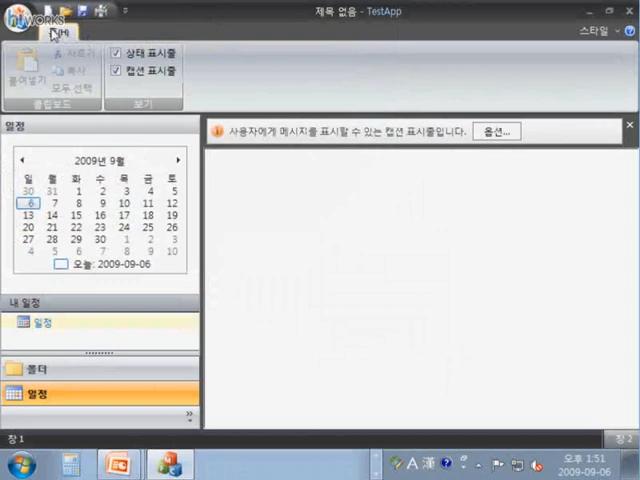 제목 없음 - TestApp
hi WORKS
홈(H)
스타일
붙여넣기
자르기
복사
모두 선택
클립보드
상태 표시줄
캡션 표시줄
보기
일정
사용자에게 메시지를 표시할 수 있는 캡션 표시줄입니다.
옵션...
2009년 9월
일 월 화 수 목 금 토
30 31 1 2 3 4 5
6 7 8 9 10 11 12
13 14 15 16 17 18 19
20 21 22 23 24 25 26
27 28 29 30 1 2 3
4 5 6 7 8 9 10
오늘: 2009-09-06
내 일정
일정
폴더
일정
창 1
창 2
A 漢
오후 1:51
2009-09-06